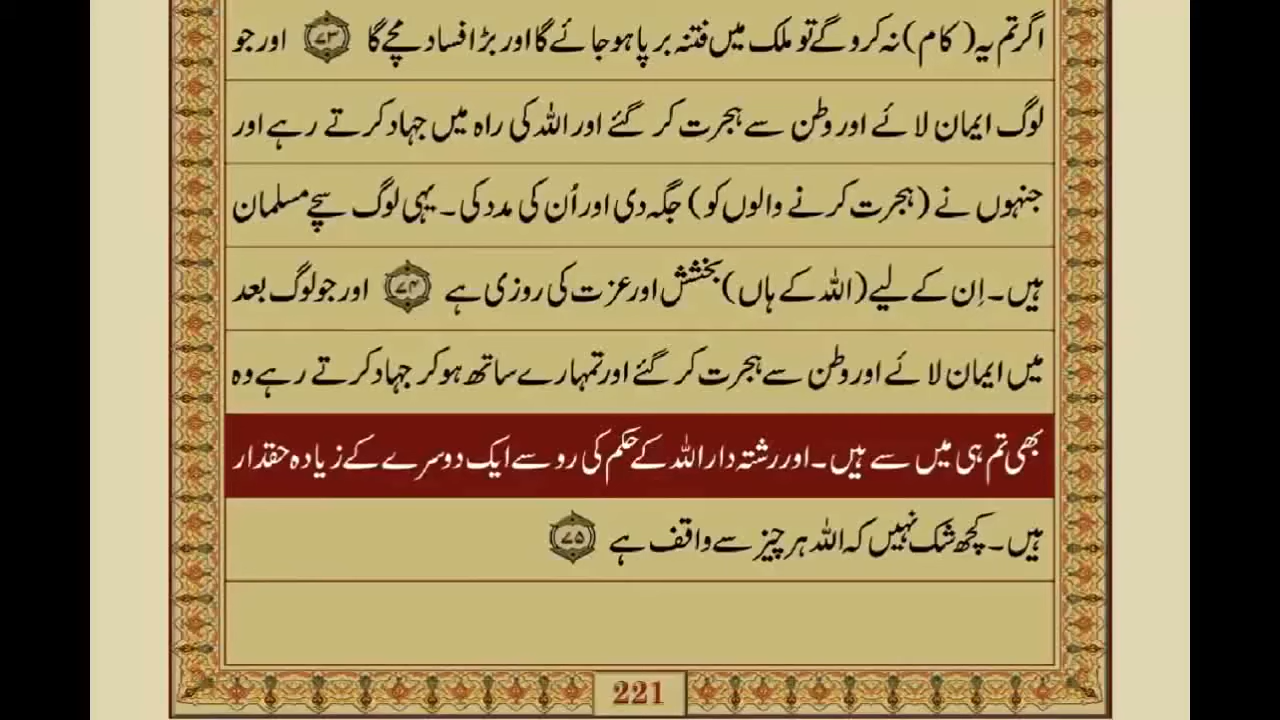 اگر تم یہ (کام) نہ کرو گے تو ملک میں فتنہ برپا ہو جائے گا اور بڑا فساد مچے گا ﴿۷۳﴾ اور جو
لوگ ایمان لائے اور وطن سے ہجرت کر گئے اور اللہ کی راہ میں جہاد کرتے رہے اور
جنہوں نے (ہجرت کرنے والوں کو) جگہ دی اور اُن کی مدد کی۔ یہی لوگ سچے مسلمان
ہیں۔ اِن کے لیے (اللہ کے ہاں) بخشش اور عزت کی روزی ہے ﴿۷۴﴾ اور جو لوگ بعد
میں ایمان لائے اور وطن سے ہجرت کر گئے اور تمہارے ساتھ ہو کر جہاد کرتے رہے وہ
بھی تم ہی میں سے ہیں۔ اور رشتہ دار اللہ کے حکم کی رو سے ایک دوسرے کے زیادہ حقدار
ہیں۔ کچھ شک نہیں کہ اللہ ہر چیز سے واقف ہے ﴿۷۵﴾
221